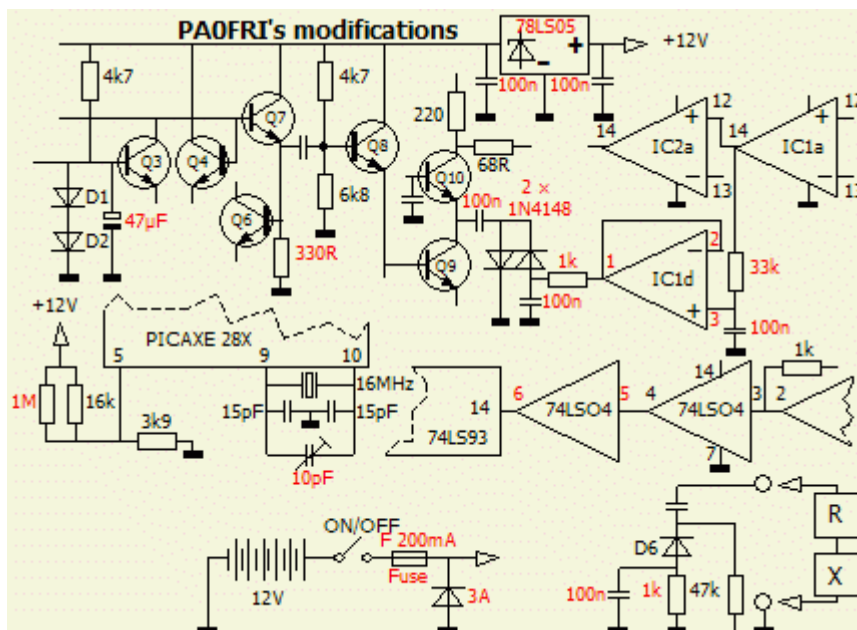 PA0FRI's modifications
78LS05
- +
+12V
100n 100n
4k7
4k7
220
Q7
Q3
Q4
Q8
68R
14
IC2a
+
-
12
13
14
IC1a
+
-
12
13
D1
47µF
D2
Q6
6k8
330R
Q10
100n
2 ×
1N4148
Q9
1k
100n
1
IC1d
-
+
2
3
33k
100n
+12V
PICAXE 28X
5 9 10
1M
16k
3k9
16MHz
15pF 15pF
10pF
14
74LS93
6
74LSO4
5
4
14
74LSO4
7
3
1k
2
ON/OFF
F 200mA
Fuse
12V
3A
D6
100n
1k
47k
R
X